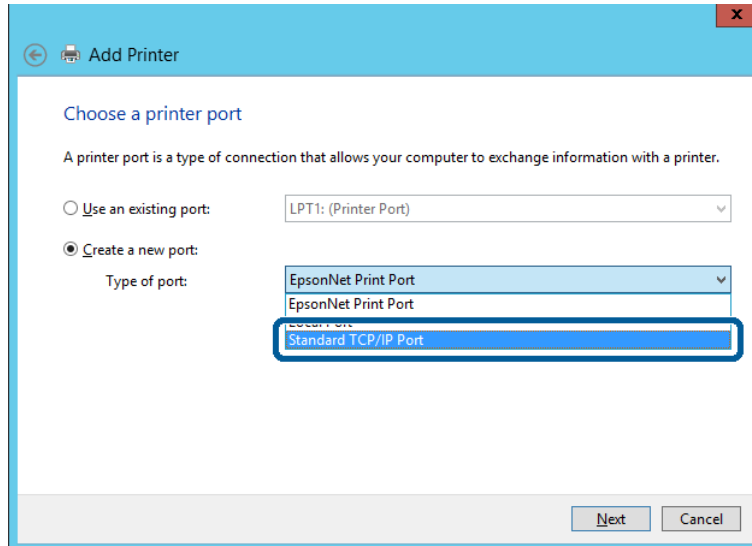 x
Add Printer
Choose a printer port
A printer port is a type of connection that allows your computer to exchange information with a printer.
Use an existing port: LPT1: (Printer Port)
Create a new port:
Type of port: EpsonNet Print Port
EpsonNet Print Port
Local Port
Standard TCP/IP Port
Next Cancel